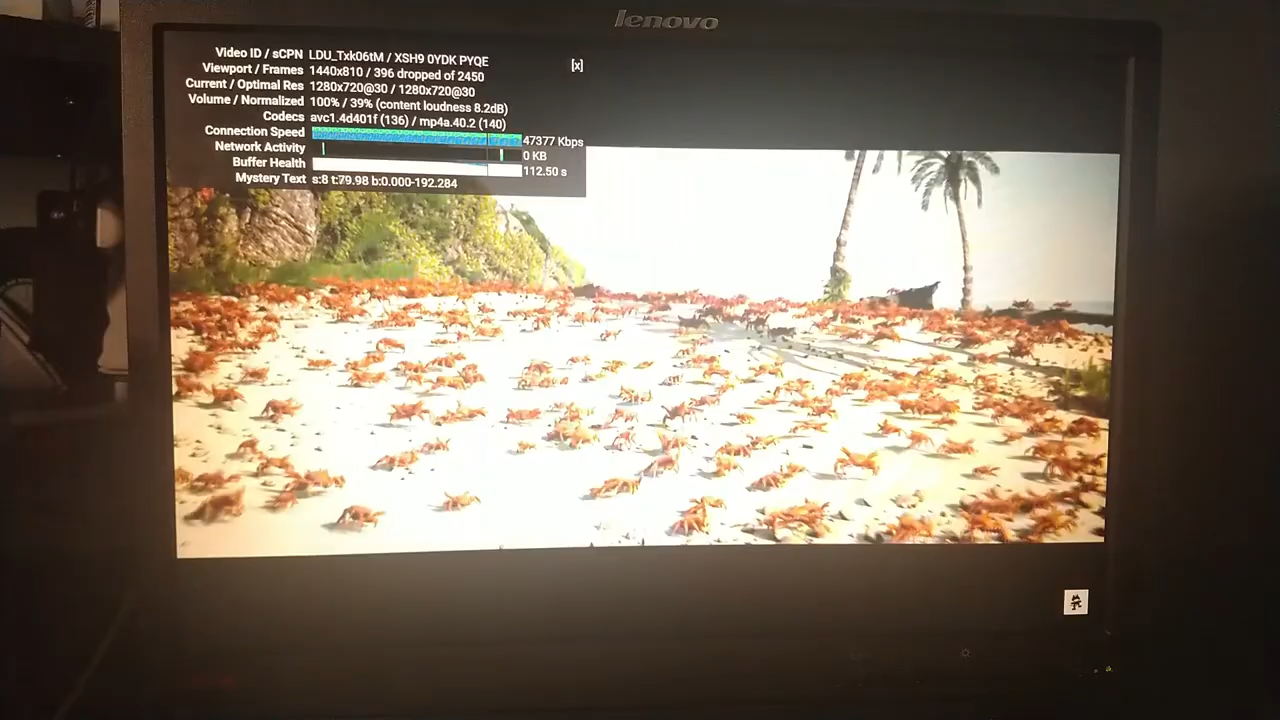 lenovo
Video ID / sCPN LDU_Txk06tM / XSH9 0YDK PYQE
[x]
Viewport / Frames 1440x810 / 396 dropped of 2450
Current / Optimal Res 1280x720@30 / 1280x720@30
Volume / Normalized 100% / 39% (content loudness 8.2dB)
Codecs avc1.4d401f (136) / mp4a.40.2 (140)
Connection Speed 47377 Kbps
Network Activity 0 KB
Buffer Health 112.50 s
Mystery Text s:8 t:79.98 b:0.000-192.284